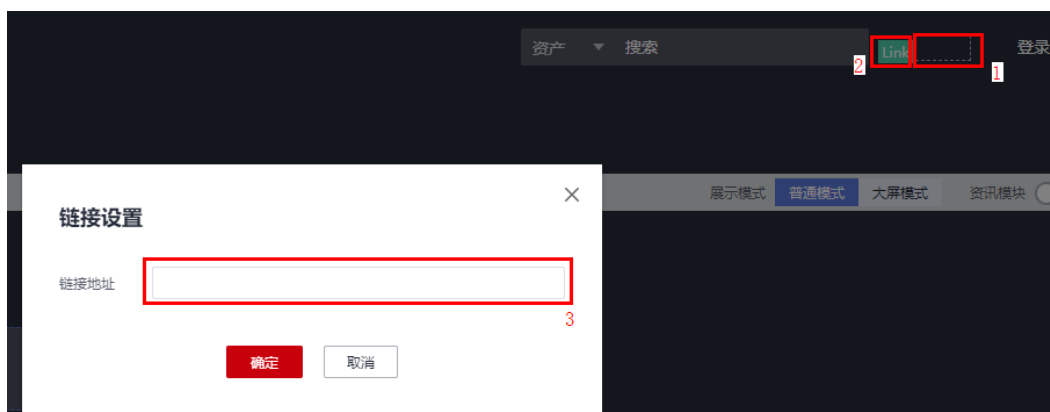 资产 搜索 Link 登录
2 1
展示模式 普通模式 大屏模式 资讯模块
链接设置
链接地址
3
确定 取消